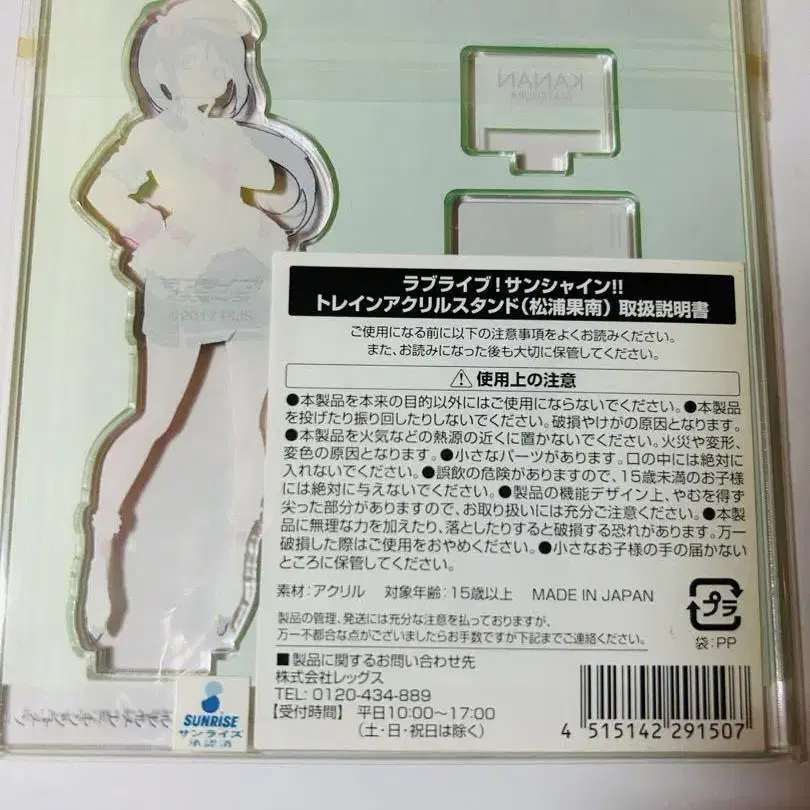 KANAN
©2017 PL!S
ラブライブ！サンシャイン!!
トレインアクリルスタンド（松浦果南）取扱説明書
ご使用になる前に以下の注意事項をよくお読みください。
また、お読みになった後も大切に保管してください。
⚠使用上の注意
●本製品を本来の目的以外にはご使用にならないでください。●本製品
を投げたり振り回したりしないでください。破損やけがの原因となります。
●本製品を火気などの熱源の近くに置かないでください。火災や変形、
変色の原因となります。●小さなパーツがあります。口の中には絶対に
入れないでください。●誤飲の危険がありますので、15歳未満のお子様
には絶対に与えないでください。●製品の機能デザイン上、やむを得ず
尖った部分がありますので、お取り扱いには充分ご注意ください。●本製
品に無理な力を加えたり、落としたりすると破損する恐れがあります。万一
破損した際はご使用をおやめください。●小さなお子様の手の届かない
ところに保管してください。
素材：アクリル 対象年齢：15歳以上 MADE IN JAPAN
プラ
袋：PP
製品の管理、発送には充分な注意を払っておりますが、
万一不都合な点がございましたらお手数ですが下記までご連絡ください。
■製品に関するお問い合わせ先
株式会社レッグス
TEL: 0120-434-889
【受付時間】 平日10:00～17:00
（土・日・祝日は除く）
4 515142 291507
SUNRISE
サンライズ
承認済